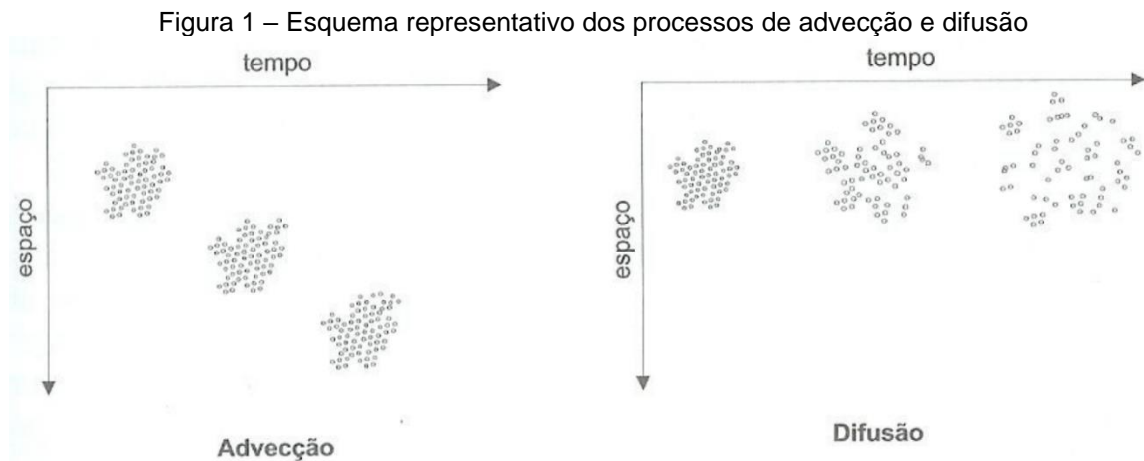 Figura 1 – Esquema representativo dos processos de advecção e difusão
tempo
espaço
Advecção
tempo
espaço
Difusão